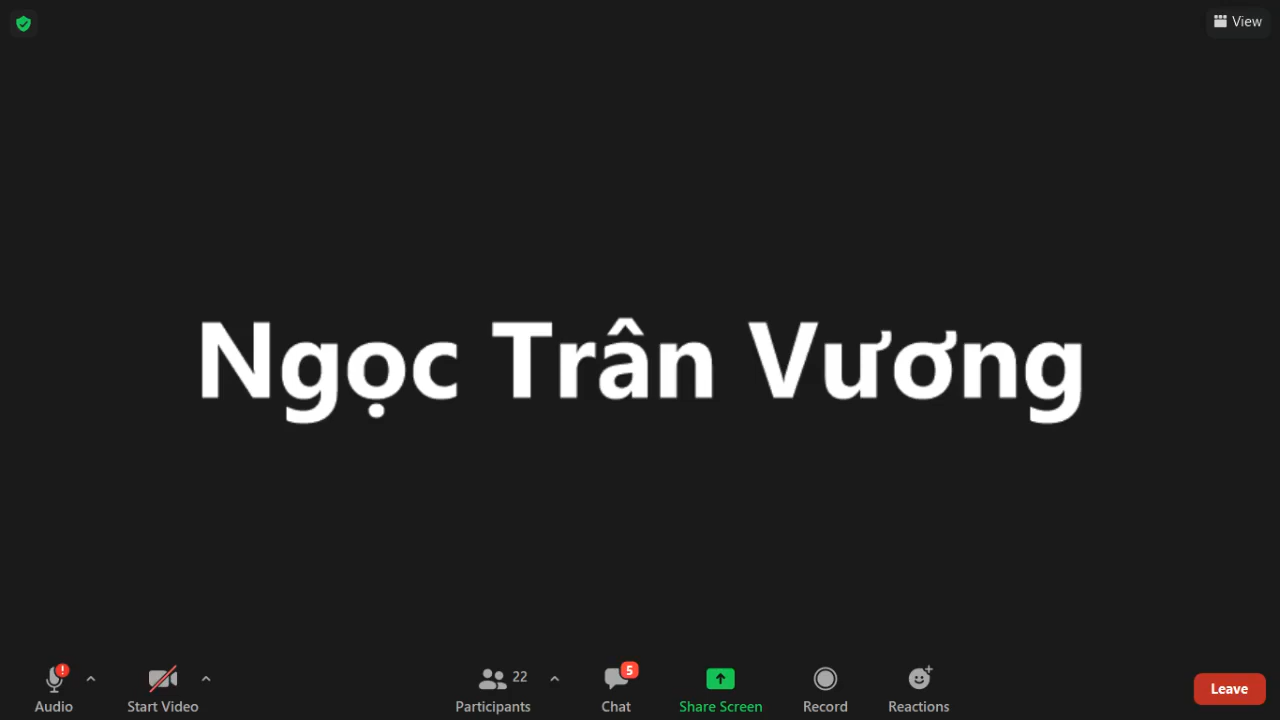 View
Ngọc Trân Vương
Audio
Start Video
22
Participants
5
Chat
Share Screen
Record
Reactions
Leave